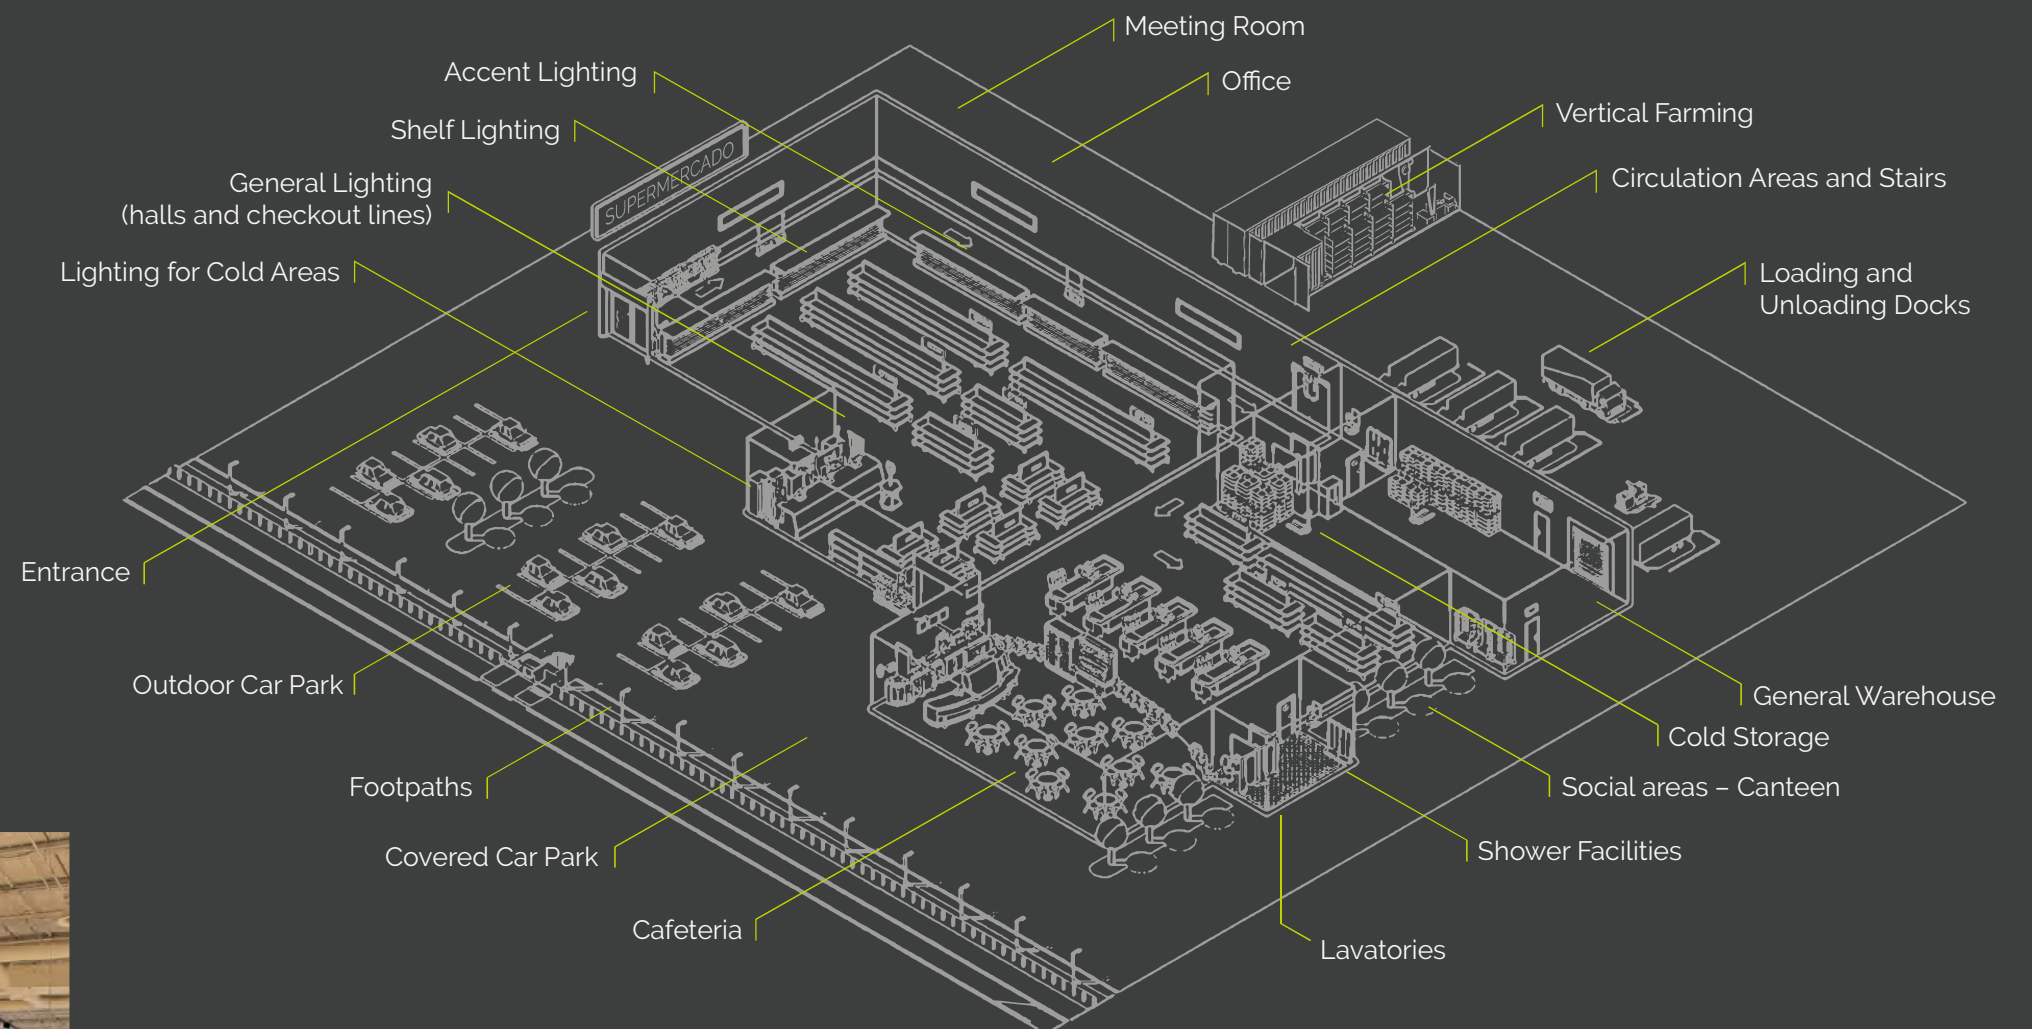 Meeting Room
Accent Lighting
Office
Vertical Farming
Shelf Lighting
SUPERMERCADO
General Lighting
(halls and checkout lines)
Circulation Areas and Stairs
Lighting for Cold Areas
Loading and
Unloading Docks
Entrance
Outdoor Car Park
General Warehouse
Cold Storage
Footpaths
Social areas – Canteen
Covered Car Park
Shower Facilities
Cafeteria
Lavatories